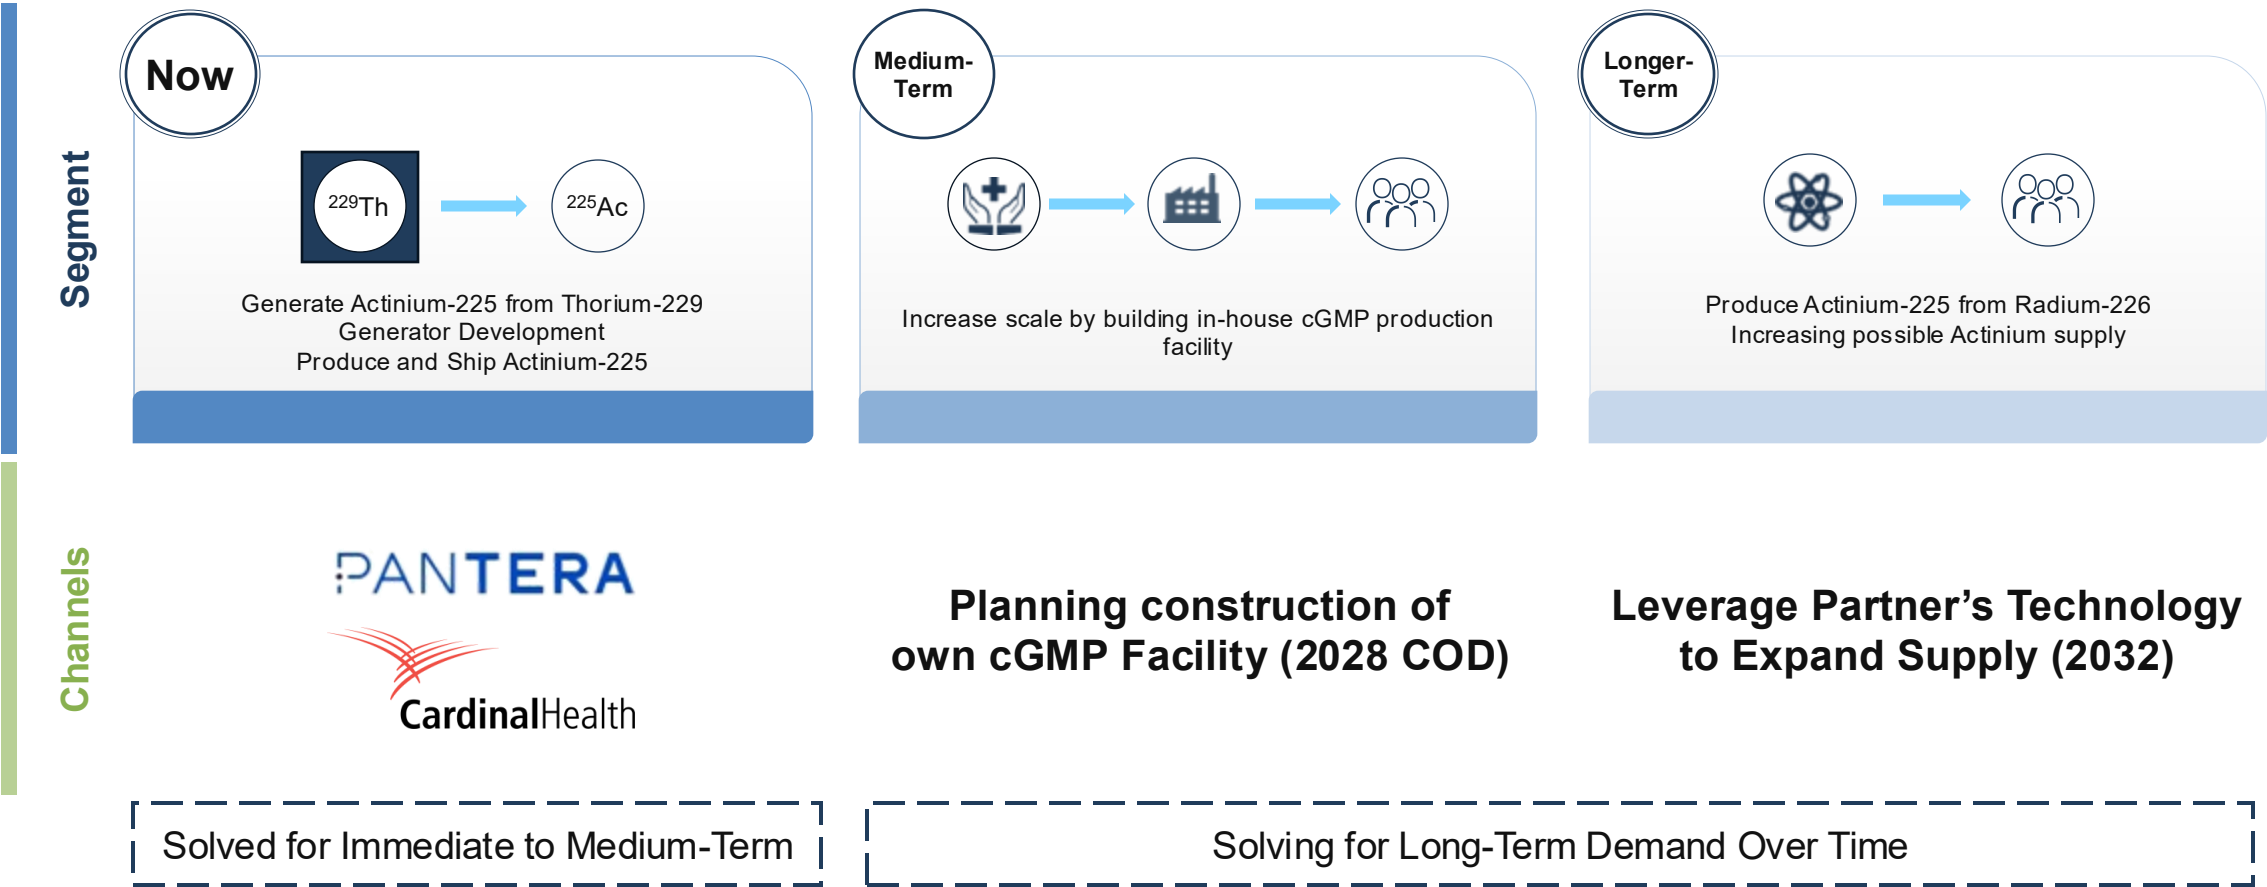 Now
Medium-
Term
Longer-
Term
Segment
²²⁹Th
²²⁵Ac
Generate Actinium-225 from Thorium-229
Generator Development
Produce and Ship Actinium-225
Increase scale by building in-house cGMP production
facility
Produce Actinium-225 from Radium-226
Increasing possible Actinium supply
Channels
PANTERA
CardinalHealth
Planning construction of
own cGMP Facility (2028 COD)
Leverage Partner’s Technology
to Expand Supply (2032)
Solved for Immediate to Medium-Term
Solving for Long-Term Demand Over Time